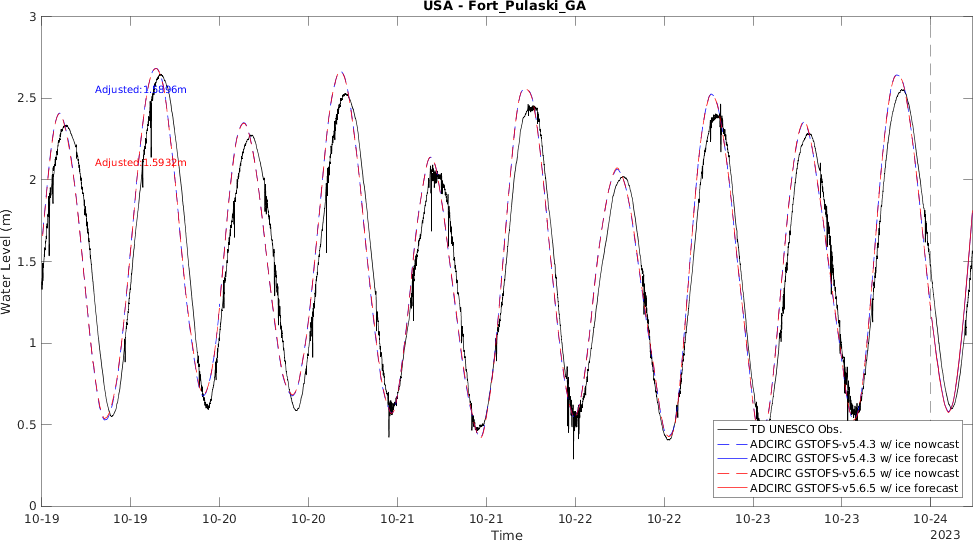 USA - Fort_Pulaski_GA
3
2.5
2
1.5
1
0.5
0
Water Level (m)
Adjusted:1.5896m
Adjusted:1.5932m
TD UNESCO Obs.
ADCIRC GSTOFS-v5.4.3 w/ ice nowcast
ADCIRC GSTOFS-v5.4.3 w/ ice forecast
ADCIRC GSTOFS-v5.6.5 w/ ice nowcast
ADCIRC GSTOFS-v5.6.5 w/ ice forecast
10-19 10-19 10-20 10-20 10-21 10-21 10-22 10-22 10-23 10-23 10-24
2023
Time